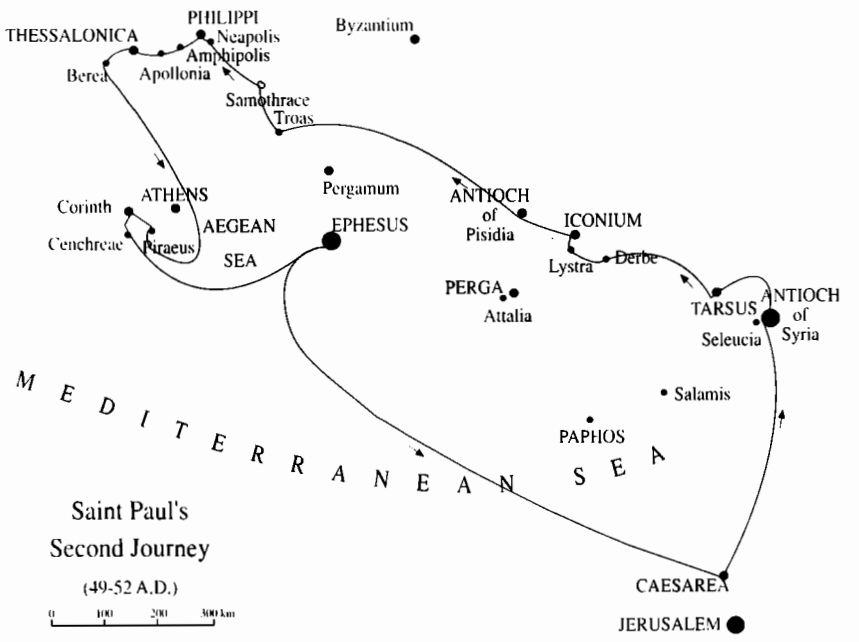 PHILIPPI
Byzantium
THESSALONICA
Neapolis
Amphipolis
Berea
Apollonia
Samothrace
Troas
Pergamum
ATHENS
Corinth
ANTIOCH
of
Pisidia
ICONIUM
AEGEAN
SEA
EPHESUS
Cenchreae
Piraeus
Lystra
Derbe
PERGA
Attalia
TARSUS
ANTIOCH
of
Syria
Seleucia
Salamis
PAPHOS
MEDITERRANEAN SEA
Saint Paul's
Second Journey
(49-52 A.D.)
0 100 200 300 km
CAESAREA
JERUSALEM